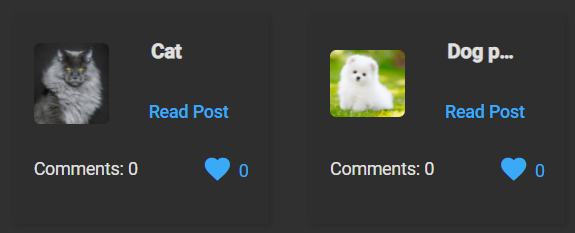 Cat
Read Post
Comments: 0
0
Dog p...
Read Post
Comments: 0
0